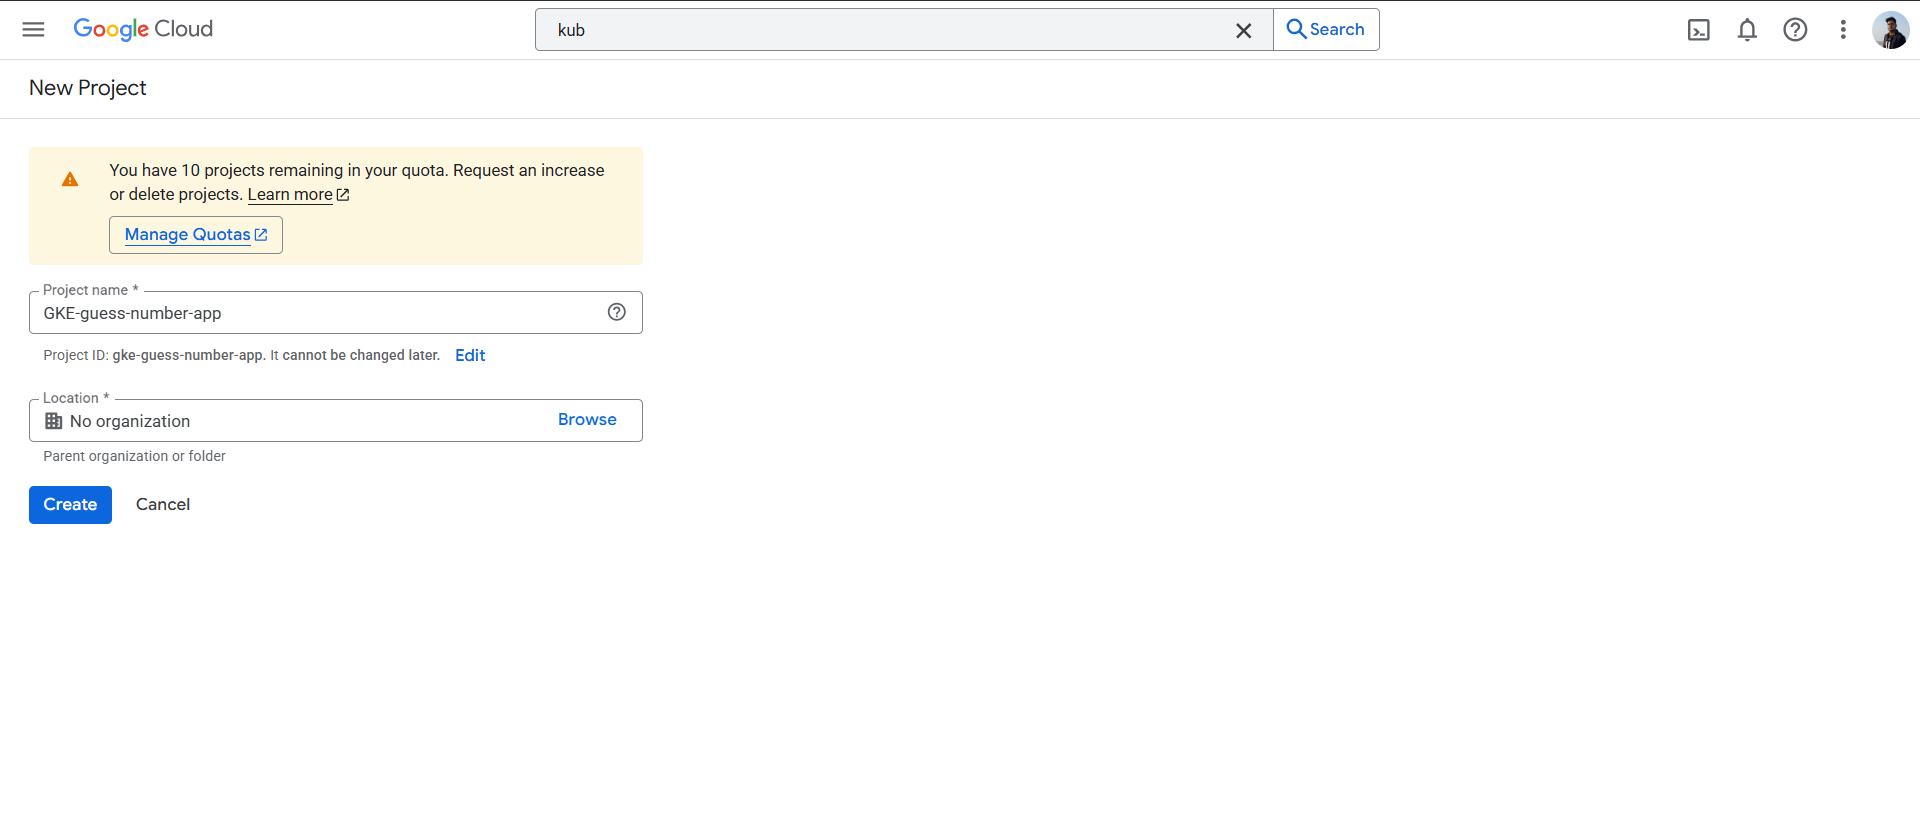 Google Cloud
kub
Search
New Project
You have 10 projects remaining in your quota. Request an increase
or delete projects. Learn more
Manage Quotas
Project name *
GKE-guess-number-app
Project ID: gke-guess-number-app. It cannot be changed later. Edit
Location *
No organization
Browse
Parent organization or folder
Create
Cancel